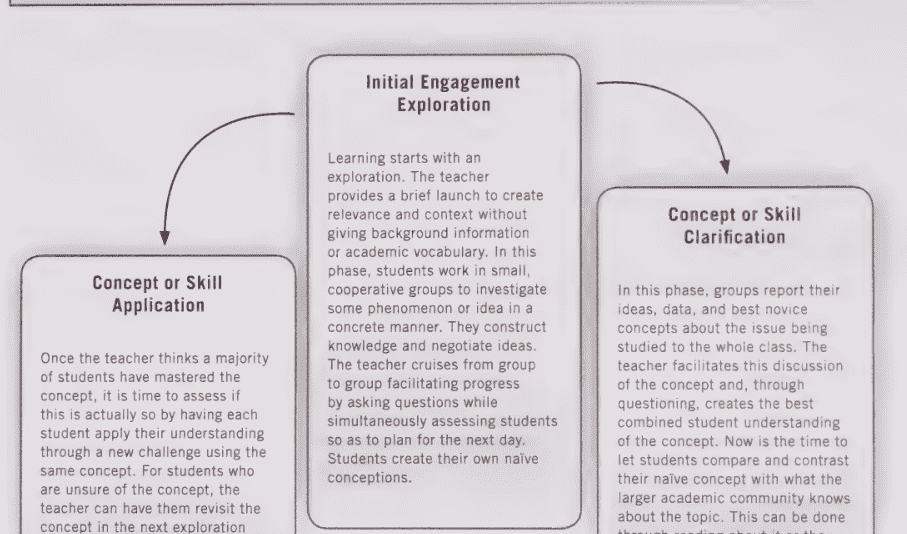 Initial Engagement
Exploration
Learning starts with an
exploration. The teacher
provides a brief launch to create
relevance and context without
giving background information
or academic vocabulary. In this
phase, students work in small,
cooperative groups to investigate
some phenomenon or idea in a
concrete manner. They construct
knowledge and negotiate ideas.
The teacher cruises from group
to group facilitating progress
by asking questions while
simultaneously assessing students
so as to plan for the next day.
Students create their own naïve
conceptions.
Concept or Skill
Clarification
In this phase, groups report their
ideas, data, and best novice
concepts about the issue being
studied to the whole class. The
teacher facilitates this discussion
of the concept and, through
questioning, creates the best
combined student understanding
of the concept. Now is the time to
let students compare and contrast
their naïve concept with what the
larger academic community knows
about the topic. This can be done
through reading about it or the
Concept or Skill
Application
Once the teacher thinks a majority
of students have mastered the
concept, it is time to assess if
this is actually so by having each
student apply their understanding
through a new challenge using the
same concept. For students who
are unsure of the concept, the
teacher can have them revisit the
concept in the next exploration